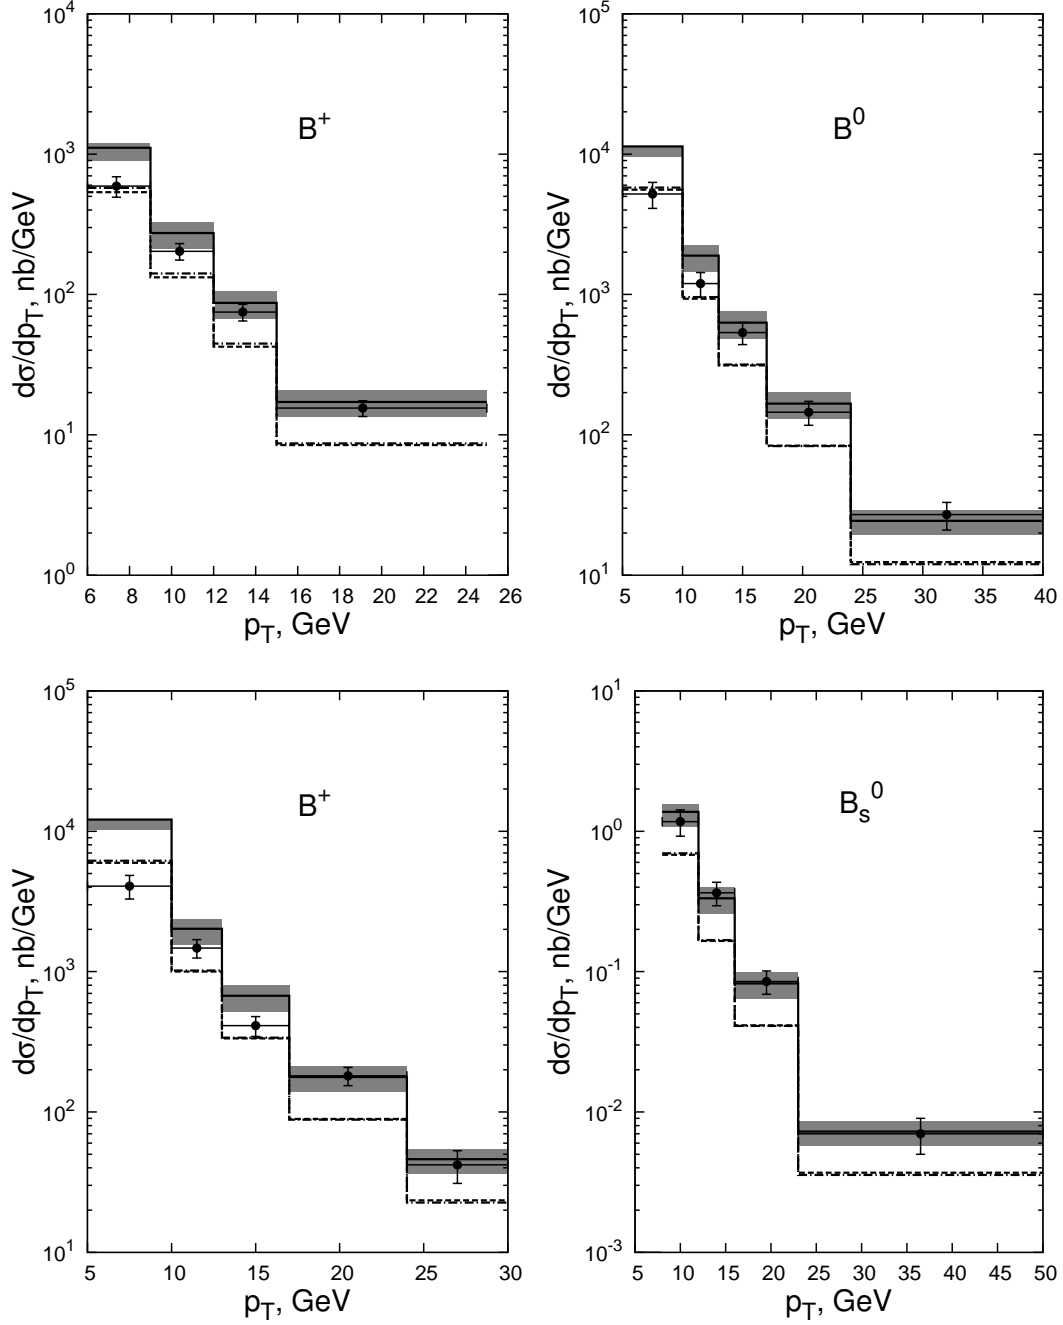 10^4
10^3
10^2
10^1
10^0
dσ/dp_T, nb/GeV
B^+
6 8 10 12 14 16 18 20 22 24 26
p_T, GeV
10^5
10^4
10^3
10^2
10^1
dσ/dp_T, nb/GeV
B^0
5 10 15 20 25 30 35 40
p_T, GeV
10^5
10^4
10^3
10^2
10^1
dσ/dp_T, nb/GeV
B^+
5 10 15 20 25 30
p_T, GeV
10^1
10^0
10^-1
10^-2
10^-3
dσ/dp_T, nb/GeV
B_s^0
5 10 15 20 25 30 35 40 45 50
p_T, GeV